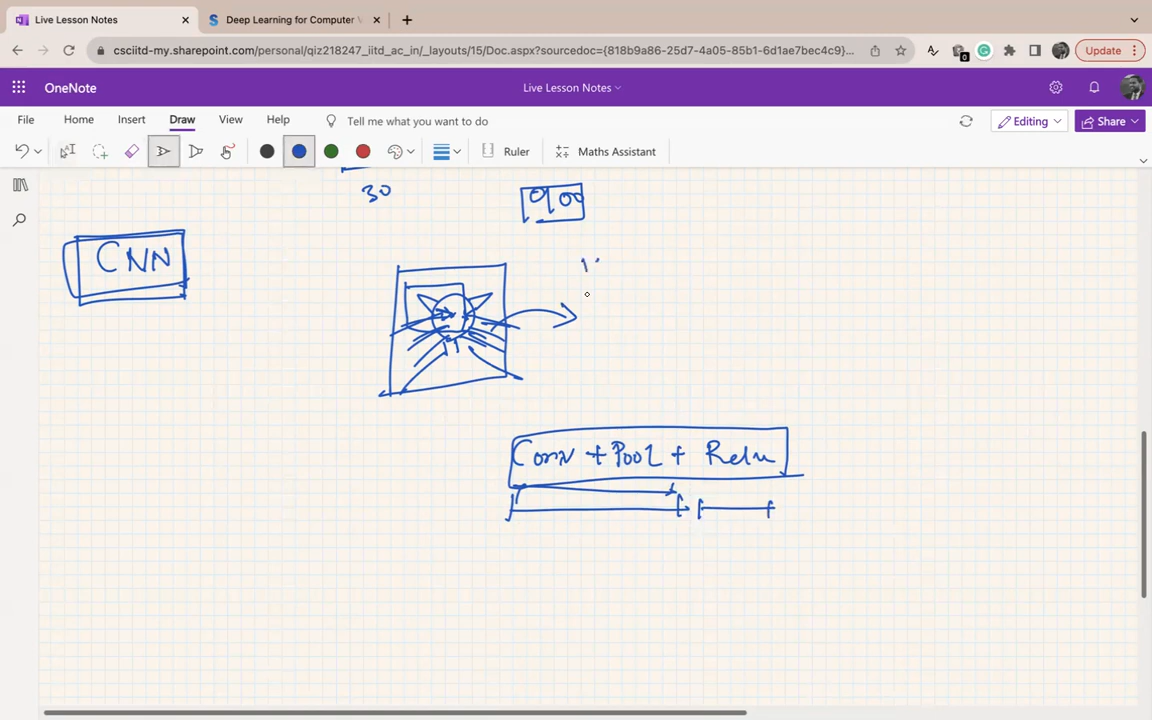 Live Lesson Notes
Deep Learning for Computer V
csciitd-my.sharepoint.com/personal/qiz218247_iitd_ac_in/_layouts/15/Doc.aspx?sourcedoc={818b9a86-25d7-4a05-85b1-6d1ae7bec4c9}...
0
Update
OneNote
Live Lesson Notes
File Home Insert Draw View Help Tell me what you want to do
Editing
Share
Ruler
Maths Assistant
30
900
CNN
Conv + Pool + Relu